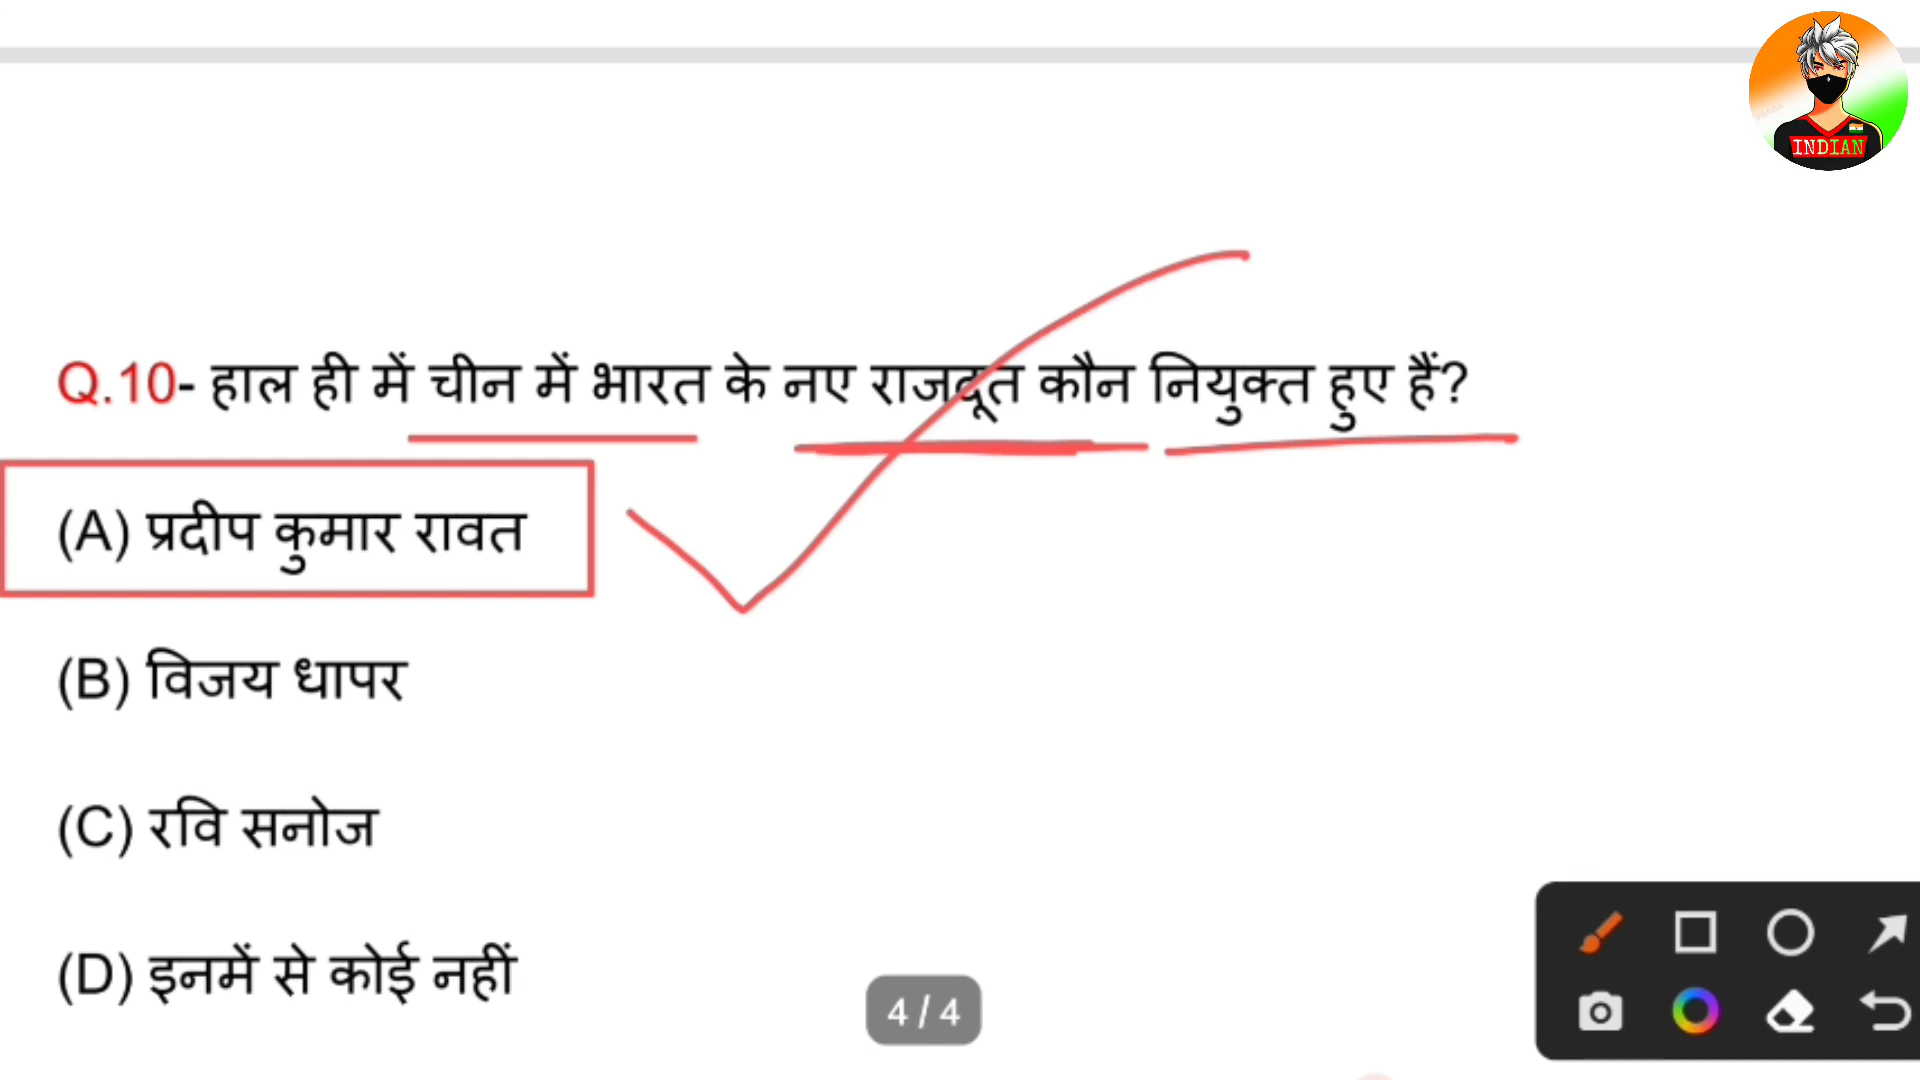 INDIAN
Q.10- हाल ही में चीन में भारत के नए राजदूत कौन नियुक्त हुए हैं?
(A) प्रदीप कुमार रावत
(B) विजय धापर
(C) रवि सनोज
(D) इनमें से कोई नहीं
4 / 4